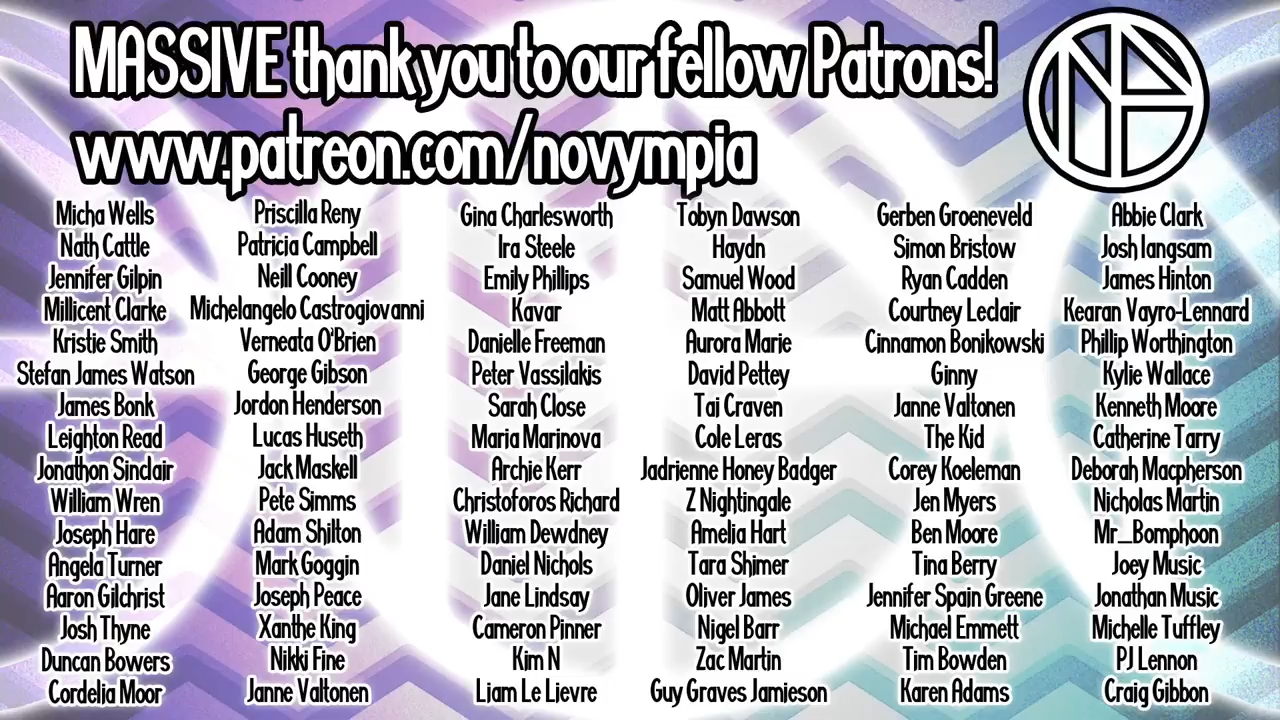 MASSIVE thank you to our fellow Patrons!
www.patreon.com/novympia
Micha Wells
Nath Cattle
Jennifer Gilpin
Millicent Clarke
Kristie Smith
Stefan James Watson
James Bonk
Leighton Read
Jonathon Sinclair
William Wren
Joseph Hare
Angela Turner
Aaron Gilchrist
Josh Thyne
Duncan Bowers
Cordelia Moor
Priscilla Reny
Patricia Campbell
Neill Cooney
Michelangelo Castrogiovanni
Verneata O'Brien
George Gibson
Jordon Henderson
Lucas Huseth
Jack Maskell
Pete Simms
Adam Shilton
Mark Goggin
Joseph Peace
Xanthe King
Nikki Fine
Janne Valtonen
Gina Charlesworth
Ira Steele
Emily Phillips
Kavar
Danielle Freeman
Peter Vassilakis
Sarah Close
Maria Marinova
Archie Kerr
Christoforos Richard
William Dewdney
Daniel Nichols
Jane Lindsay
Cameron Pinner
Kim N
Liam Le Lievre
Tobyn Dawson
Haydn
Samuel Wood
Matt Abbott
Aurora Marie
David Pettey
Tai Craven
Cole Leras
Jadrienne Honey Badger
Z Nightingale
Amelia Hart
Tara Shimer
Oliver James
Nigel Barr
Zac Martin
Guy Graves Jamieson
Gerben Groeneveld
Simon Bristow
Ryan Cadden
Courtney Leclair
Cinnamon Bonikowski
Ginny
Janne Valtonen
The Kid
Corey Koeleman
Jen Myers
Ben Moore
Tina Berry
Jennifer Spain Greene
Michael Emmett
Tim Bowden
Karen Adams
Abbie Clark
Josh langsam
James Hinton
Kearan Vayro-Lennard
Phillip Worthington
Kylie Wallace
Kenneth Moore
Catherine Tarry
Deborah Macpherson
Nicholas Martin
Mr_Bomphoon
Joey Music
Jonathan Music
Michelle Tuffley
PJ Lennon
Craig Gibbon